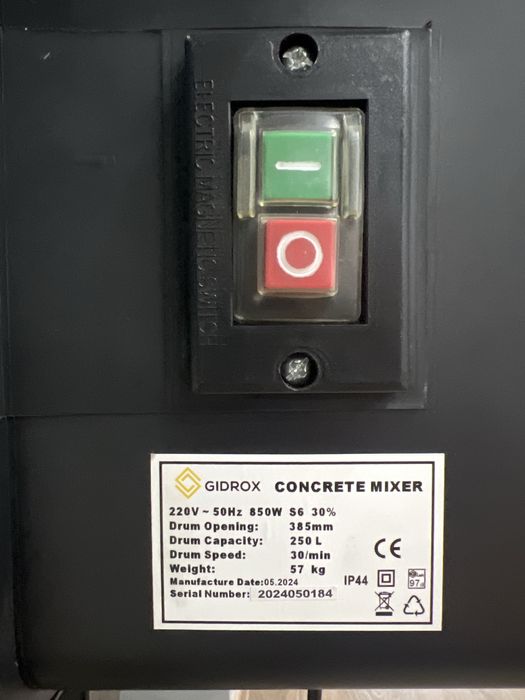 ELECTRIC MAGNETIC SWITCH
GIDROX CONCRETE MIXER
220V ~ 50Hz 850W S6 30%
Drum Opening: 385mm
Drum Capacity: 250 L
Drum Speed: 30/min
Weight: 57 kg
Manufacture Date:05.2024
Serial Number: 2024050184
CE
IP44
97